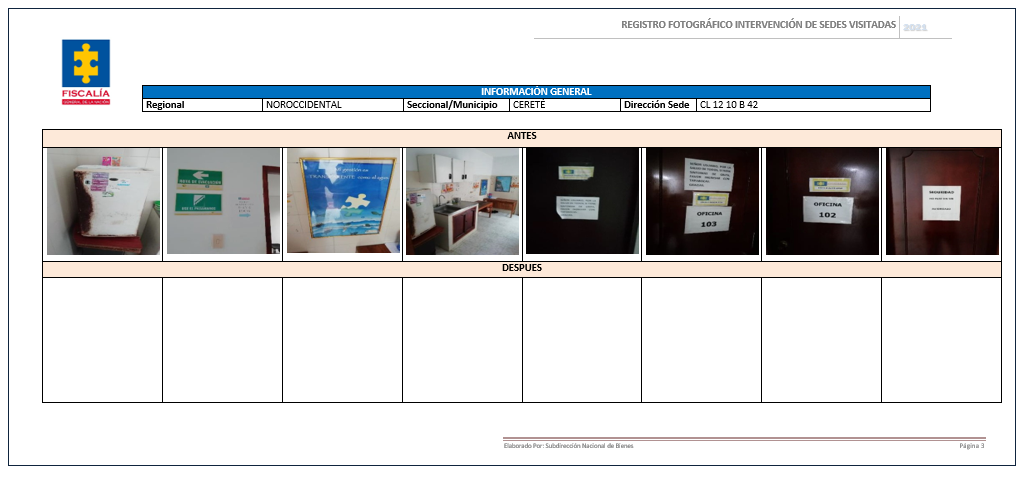 REGISTRO FOTOGRÁFICO INTERVENCIÓN DE SEDES VISITADAS 2021
FISCALÍA
GENERAL DE LA NACIÓN
INFORMACIÓN GENERAL
Regional NOROCCIDENTAL Seccional/Municipio CERETÉ Dirección Sede CL 12 10 B 42
ANTES
RUTA DE EVACUACION
OFICINA
103
OFICINA
102
DESPUES
Elaborado Por: Subdirección Nacional de Bienes Página 3